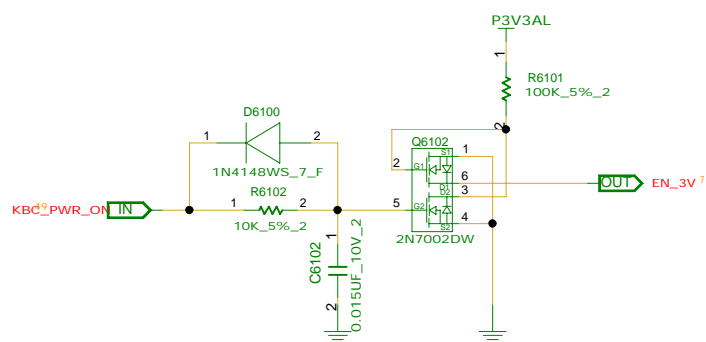 P3V3AL
1
R6101
100K_5%_2
2
D6100
1
2
1N4148WS_7_F
Q6102
S1
1
2
G1
D1
6
D2
3
KBC_PWR_ON
49
IN
1
R6102
2
10K_5%_2
5
G2
S2
4
2N7002DW
OUT
EN_3V
7
1
C6102
2
0.015UF_10V_2